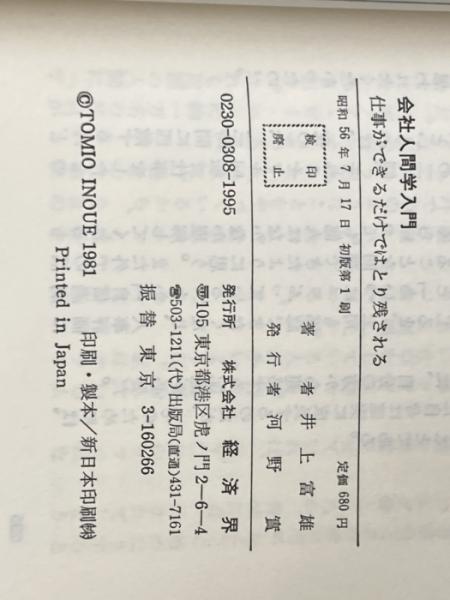 会社人間学入門
仕事ができるだけではとり残される
昭和 56 年 7 月 17 日 初版第 1 刷 定価 680 円
検 印
廃 止
著 者 井 上 富 雄
発 行 者 河 野 實
0230-0308-1995 発行所 株式会社 経 済 界
〠105 東京都港区虎ノ門 2-6-4
☎503-1211(代) 出版局(直通)431-7161
振 替 東 京 3-160266
©TOMIO INOUE 1981 印刷・製本/新日本印刷㈱
Printed in Japan